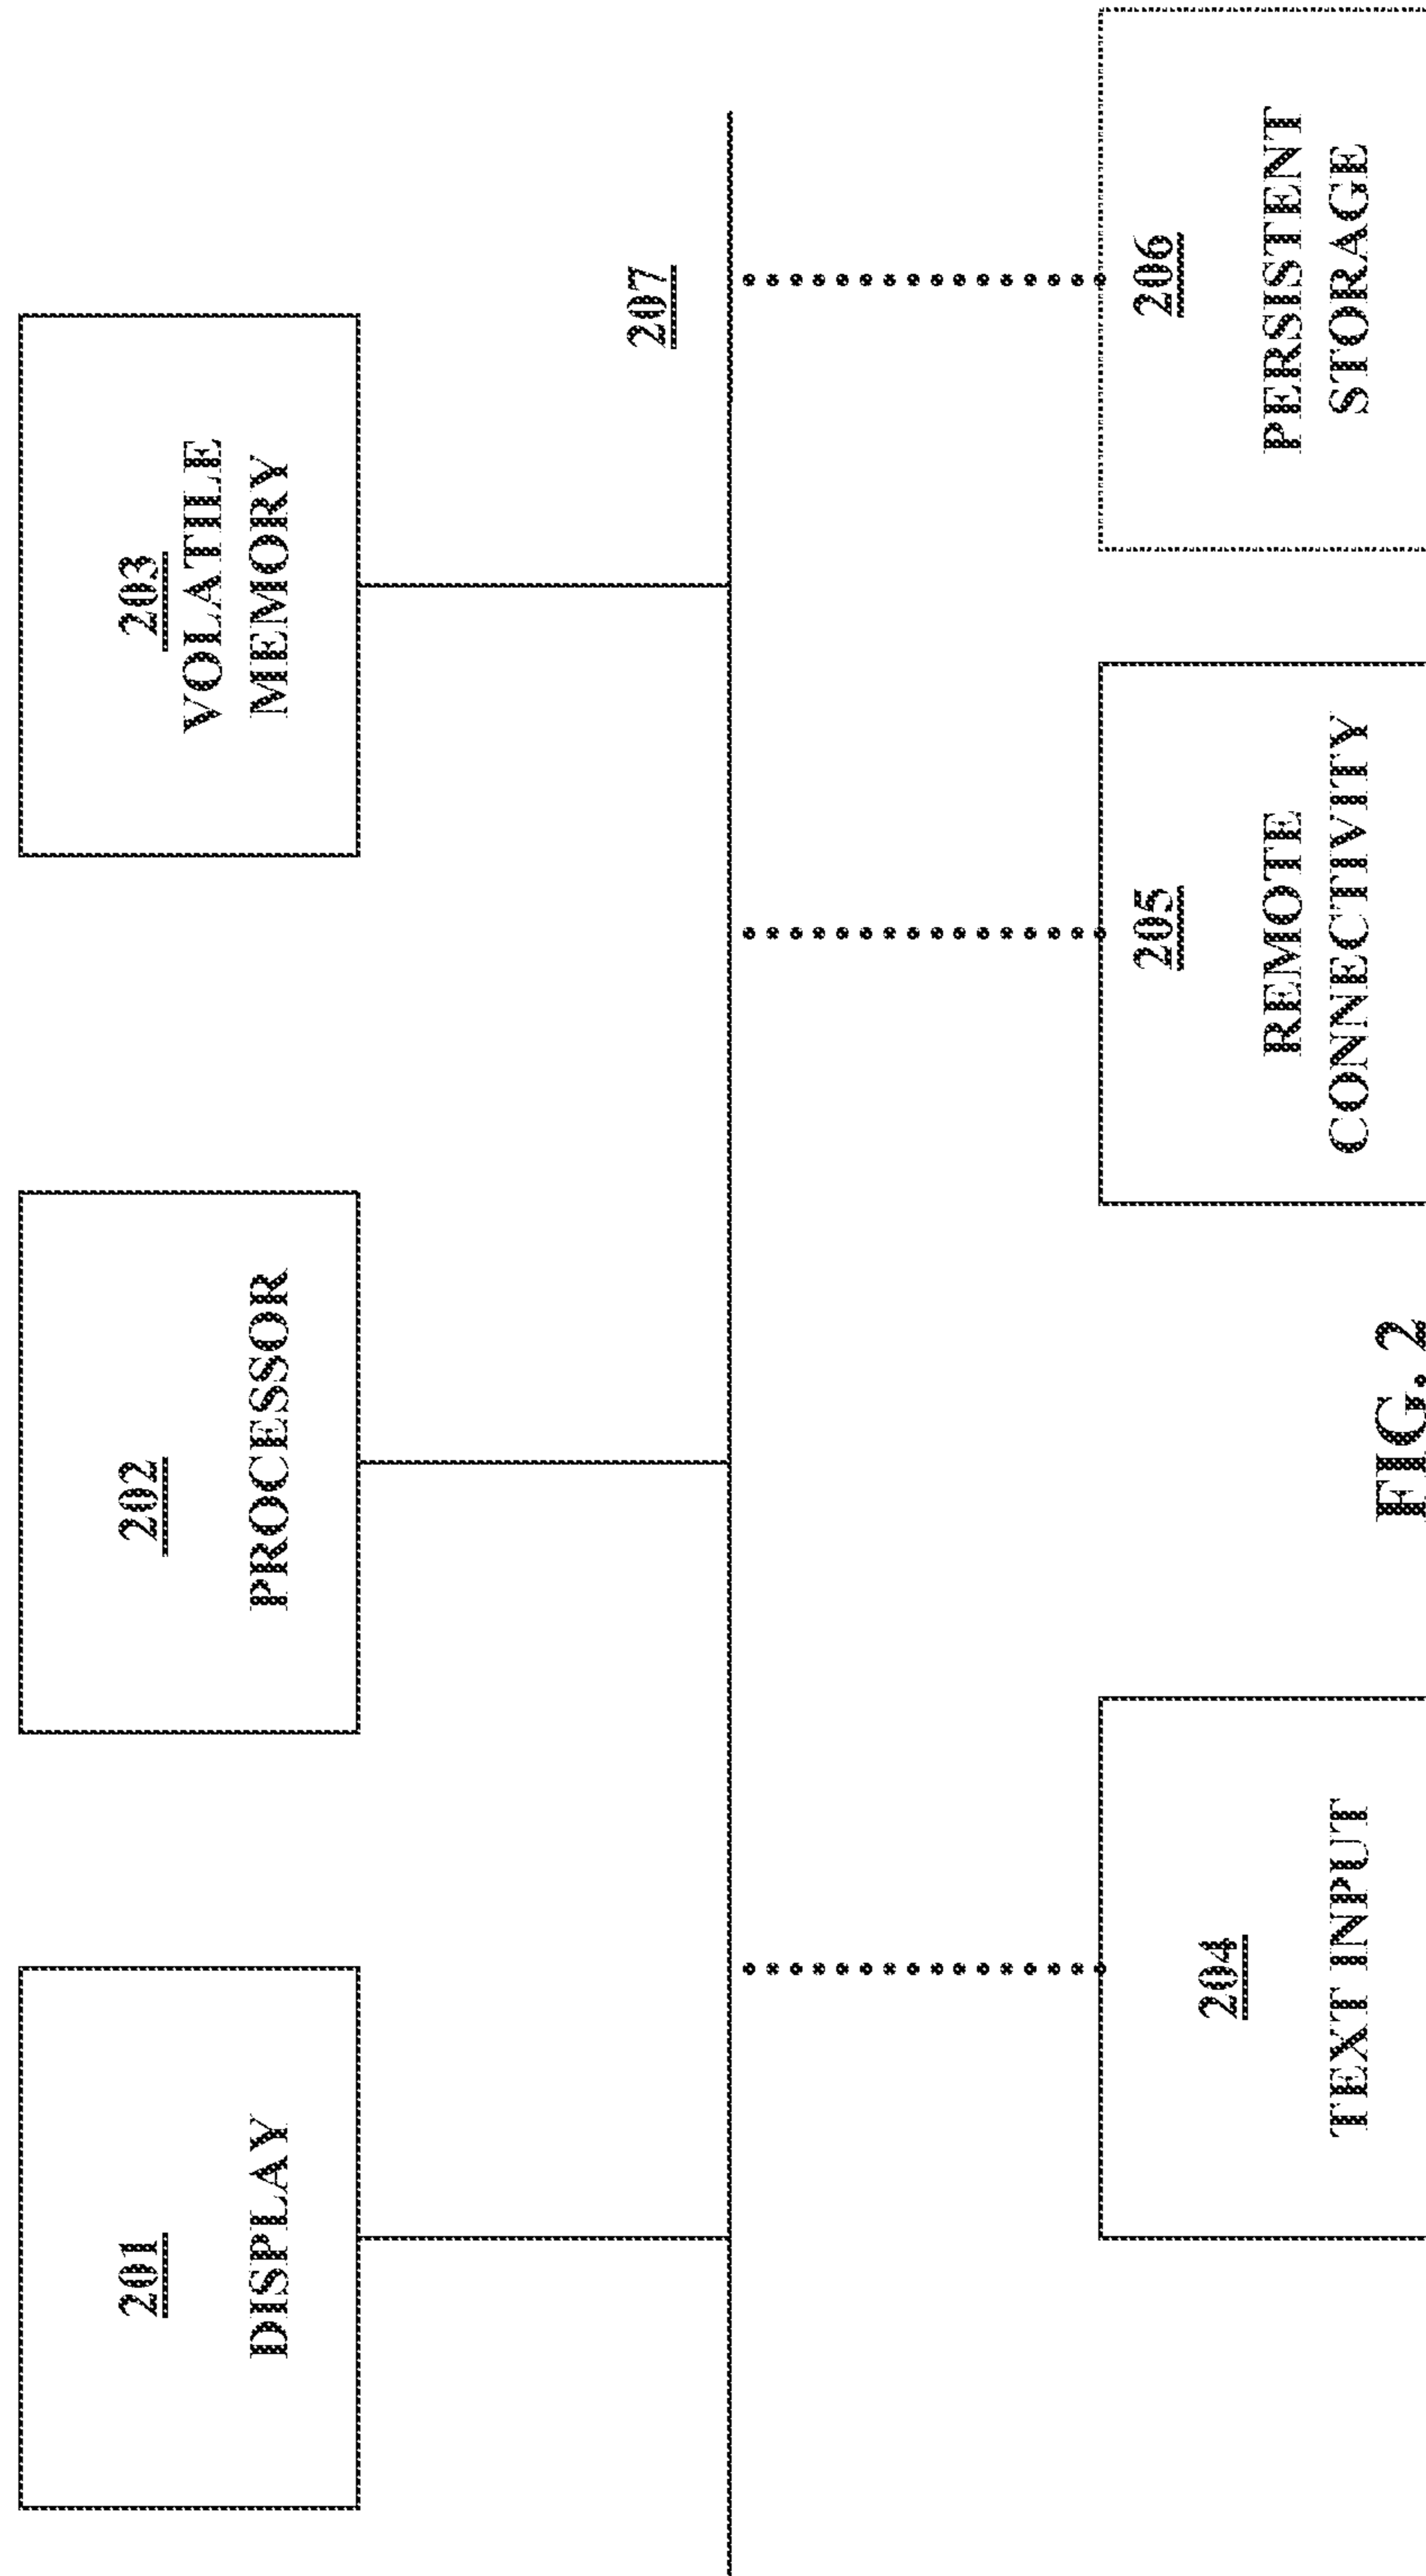 201
DISPLAY
202
PROCESSOR
203
VOLATILE
MEMORY
207
204
TEXT INPUT
205
REMOTE
CONNECTIVITY
206
PERSISTENT
STORAGE
FIG. 2